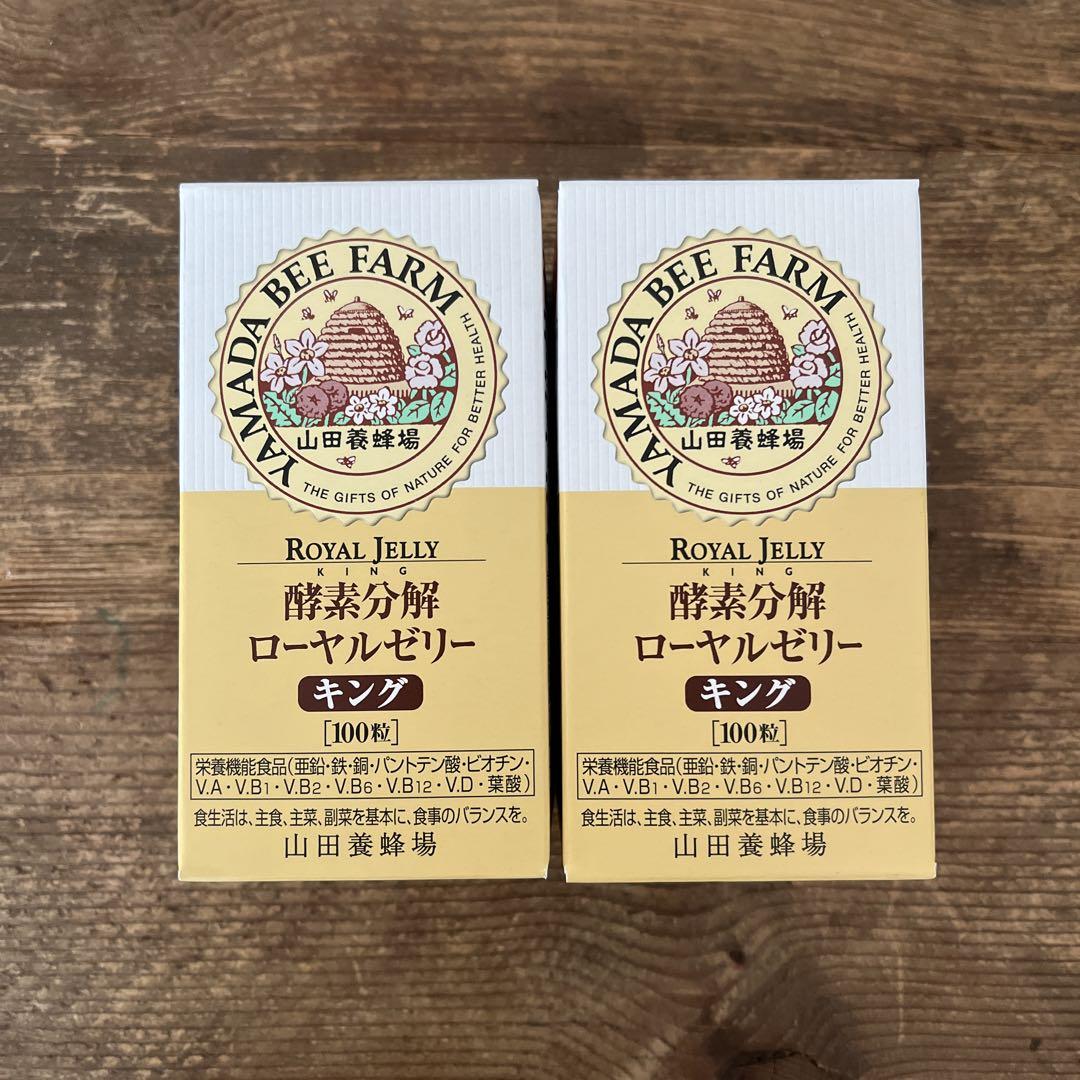 YAMADA BEE FARM
THE GIFTS OF NATURE FOR BETTER HEALTH
山田養蜂場
ROYAL JELLY
KING
酵素分解
ローヤルゼリー
キング
[100粒]
栄養機能食品(亜鉛・鉄・銅・パントテン酸・ビオチン・
V.A・V.B1・V.B2・V.B6・V.B12・V.D・葉酸)
食生活は、主食、主菜、副菜を基本に、食事のバランスを。
山田養蜂場
YAMADA BEE FARM
THE GIFTS OF NATURE FOR BETTER HEALTH
山田養蜂場
ROYAL JELLY
KING
酵素分解
ローヤルゼリー
キング
[100粒]
栄養機能食品(亜鉛・鉄・銅・パントテン酸・ビオチン・
V.A・V.B1・V.B2・V.B6・V.B12・V.D・葉酸)
食生活は、主食、主菜、副菜を基本に、食事のバランスを。
山田養蜂場